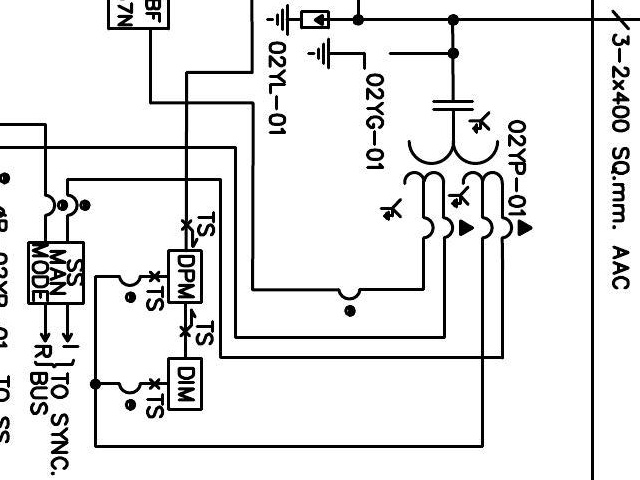 BF
7N
02YL-01
02YG-01
02YP-01
3-2x400 SQ.mm. AAC
TS
DPM
TS
TS
DIM
TS
SS
MAN
MODE
R
I
BUS
TO SYNC.
02YP-01 TO SS